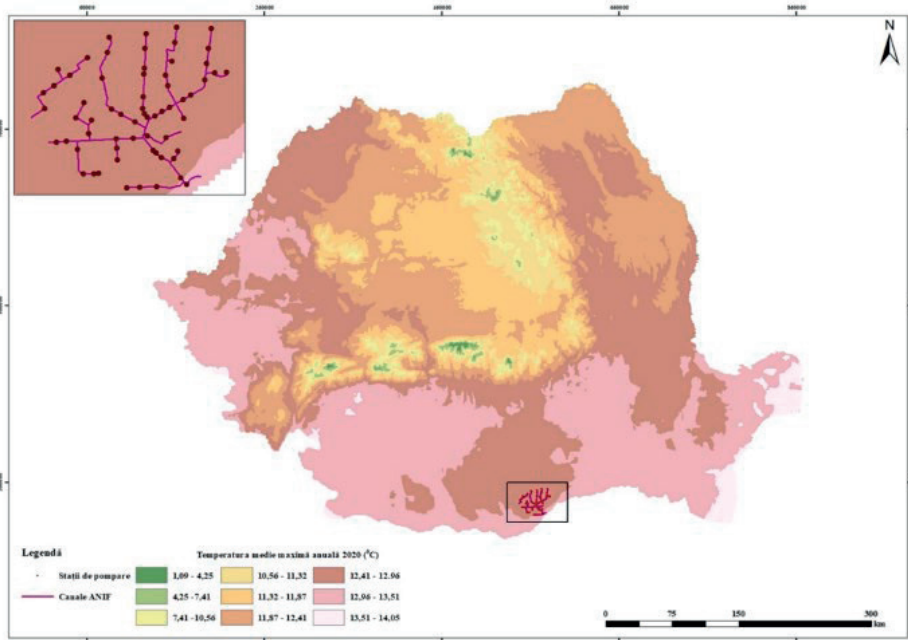 N
Legendă
Stații de pompare
Canale ANIF
Temperatura medie maximă anuală 2020 (⁰C)
1,09 - 4,25
4,25 -7,41
7,41 -10,56
10,56 - 11,32
11,32 - 11,87
11,87 - 12,41
12,41 - 12.96
12,96 - 13,51
13,51 - 14,05
0 75 150 300
km